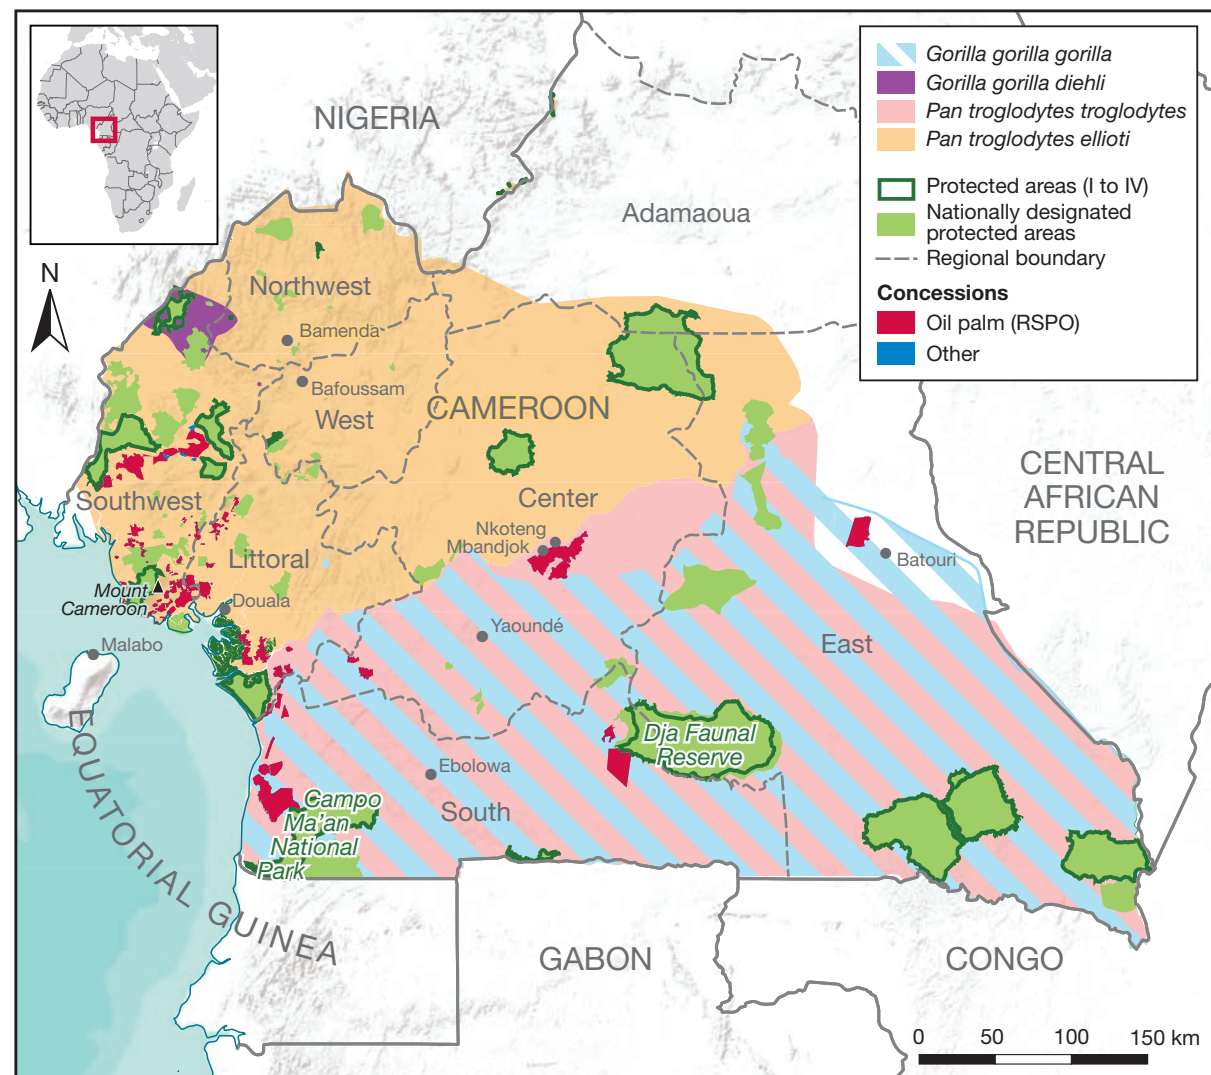 Gorilla gorilla gorilla
Gorilla gorilla diehli
Pan troglodytes troglodytes
Pan troglodytes ellioti
Protected areas (I to IV)
Nationally designated
protected areas
Regional boundary
Concessions
Oil palm (RSPO)
Other
N
NIGERIA
Adamaoua
Northwest
Bamenda
Bafoussam
West
CAMEROON
CENTRAL
AFRICAN
REPUBLIC
Southwest
Center
Nkoteng
Mbandjok
Batouri
Littoral
Mount
Cameroon
Douala
Yaoundé
East
Malabo
Dja Faunal
Reserve
Ebolowa
South
Campo
Ma'an
National
Park
EQUATORIAL GUINEA
GABON
CONGO
0 50 100 150 km